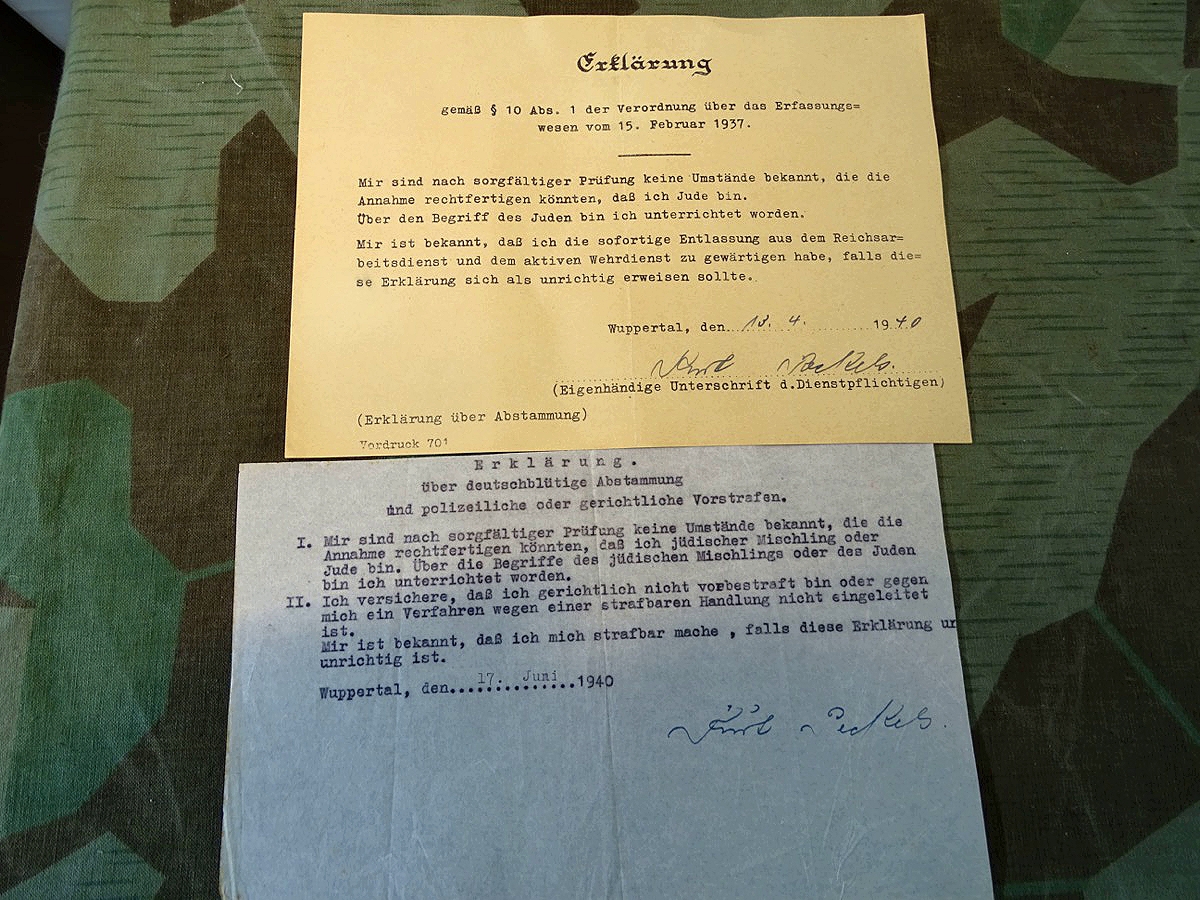 Erklärung
gemäß § 10 Abs. 1 der Verordnung über das Erfassungs=
wesen vom 15. Februar 1937.
Mir sind nach sorgfältiger Prüfung keine Umstände bekannt, die die
Annahme rechtfertigen könnten, daß ich Jude bin.
Über den Begriff des Juden bin ich unterrichtet worden.
Mir ist bekannt, daß ich die sofortige Entlassung aus dem Reichsar=
beitsdienst und dem aktiven Wehrdienst zu gewärtigen habe, falls die=
se Erklärung sich als unrichtig erweisen sollte.
Wuppertal, den 13. 4. 1940
Kurt
(Eigenhändige Unterschrift d.Dienstpflichtigen)
(Erklärung über Abstammung)
Vordruck 701
Erklärung.
über deutschblütige Abstammung
und polizeiliche oder gerichtliche Vorstrafen.
I. Mir sind nach sorgfältiger Prüfung keine Umstände bekannt, die die
Annahme rechtfertigen könnten, daß ich jüdischer Mischling oder
Jude bin. Über die Begriffe des jüdischen Mischlings oder des Juden
bin ich unterrichtet worden.
II. Ich versichere, daß ich gerichtlich nicht vorbestraft bin oder gegen
mich ein Verfahren wegen einer strafbaren Handlung nicht eingeleitet
ist.
Mir ist bekannt, daß ich mich strafbar mache , falls diese Erklärung un
unrichtig ist.
Wuppertal, den...17. Juni...1940
Kurt